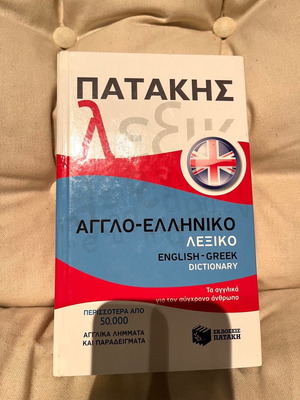 ΠΑΤΑΚΗΣ
λεξικ
ΑΓΓΛΟ-ΕΛΛΗΝΙΚΟ
ΛΕΞΙΚΟ
ENGLISH-GREEK
DICTIONARY
Τα αγγλικά
για τον σύγχρονο άνθρωπο
ΠΕΡΙΣΣΟΤΕΡΑ ΑΠΟ
50.000
ΑΓΓΛΙΚΑ ΛΗΜΜΑΤΑ
ΚΑΙ ΠΑΡΑΔΕΙΓΜΑΤΑ
ΕΚΔΟΣΕΙΣ
ΠΑΤΑΚΗ